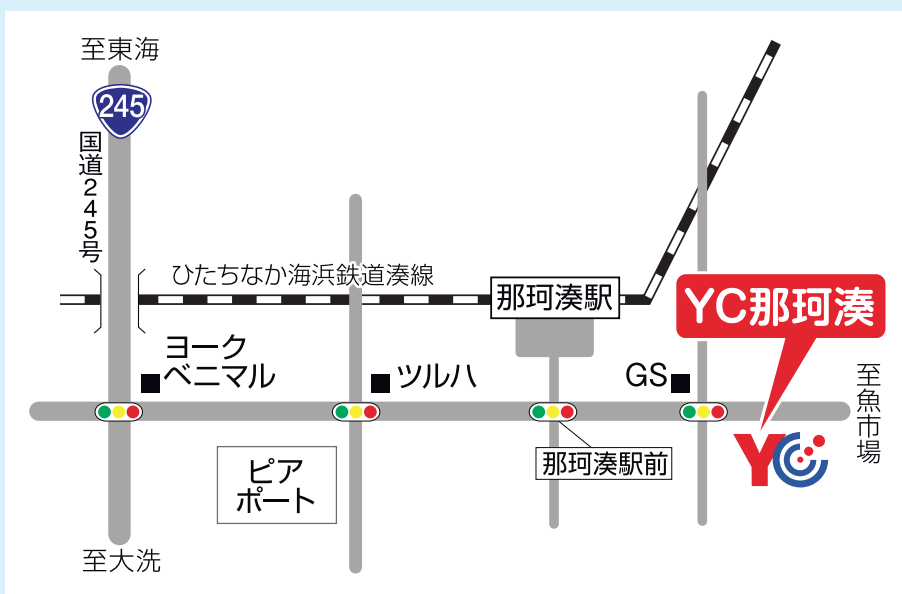 至東海
245
国道245号
ひたちなか海浜鉄道湊線
那珂湊駅
YC那珂湊
ヨーク
ベニマル
ツルハ
GS
至魚市場
那珂湊駅前
ピア
ポート
YC
至大洗